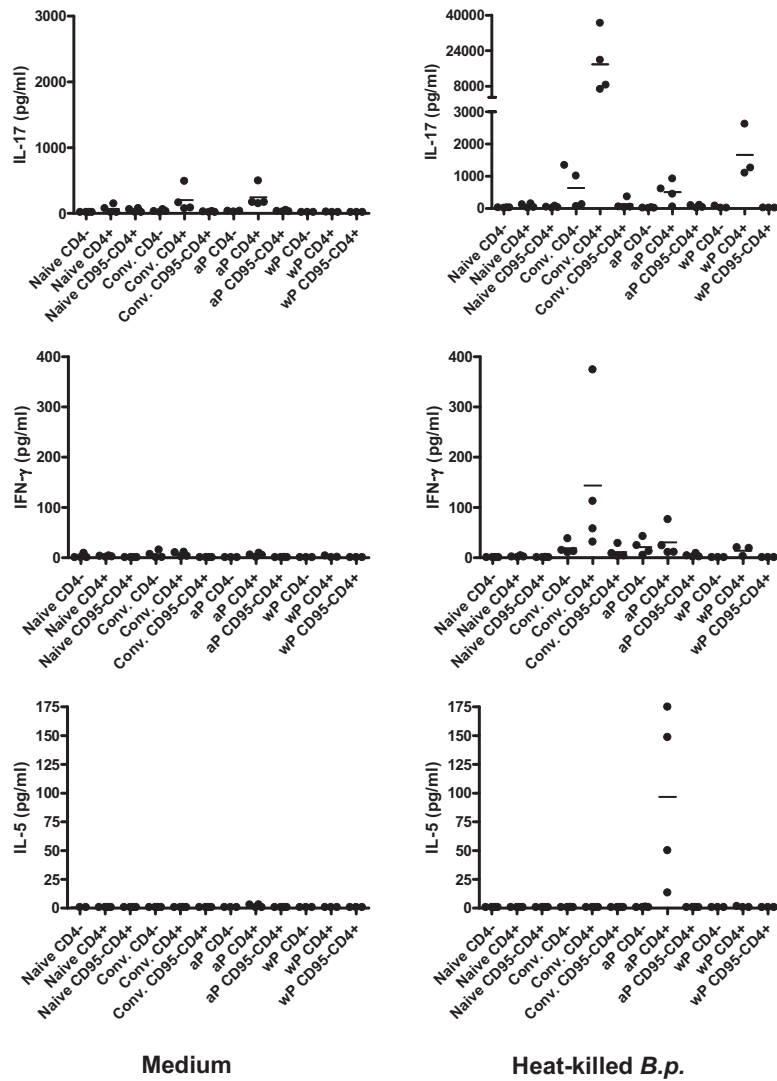 3000
2000
1000
0
IL-17 (pg/ml)
Naive CD4-
Naive CD4+
Naive CD95-CD4+
Conv. CD4-
Conv. CD4+
Conv. CD95-CD4+
aP CD4-
aP CD4+
aP CD95-CD4+
wP CD4-
wP CD4+
wP CD95-CD4+
40000
24000
8000
3000
2000
1000
0
IL-17 (pg/ml)
Naive CD4-
Naive CD4+
Naive CD95-CD4+
Conv. CD4-
Conv. CD4+
Conv. CD95-CD4+
aP CD4-
aP CD4+
aP CD95-CD4+
wP CD4-
wP CD4+
wP CD95-CD4+
400
300
200
100
0
IFN-γ (pg/ml)
Naive CD4-
Naive CD4+
Naive CD95-CD4+
Conv. CD4-
Conv. CD4+
Conv. CD95-CD4+
aP CD4-
aP CD4+
aP CD95-CD4+
wP CD4-
wP CD4+
wP CD95-CD4+
400
300
200
100
0
IFN-γ (pg/ml)
Naive CD4-
Naive CD4+
Naive CD95-CD4+
Conv. CD4-
Conv. CD4+
Conv. CD95-CD4+
aP CD4-
aP CD4+
aP CD95-CD4+
wP CD4-
wP CD4+
wP CD95-CD4+
175
150
125
100
75
50
25
0
IL-5 (pg/ml)
Naive CD4-
Naive CD4+
Naive CD95-CD4+
Conv. CD4-
Conv. CD4+
Conv. CD95-CD4+
aP CD4-
aP CD4+
aP CD95-CD4+
wP CD4-
wP CD4+
wP CD95-CD4+
175
150
125
100
75
50
25
0
IL-5 (pg/ml)
Naive CD4-
Naive CD4+
Naive CD95-CD4+
Conv. CD4-
Conv. CD4+
Conv. CD95-CD4+
aP CD4-
aP CD4+
aP CD95-CD4+
wP CD4-
wP CD4+
wP CD95-CD4+
Medium
Heat-killed B.p.